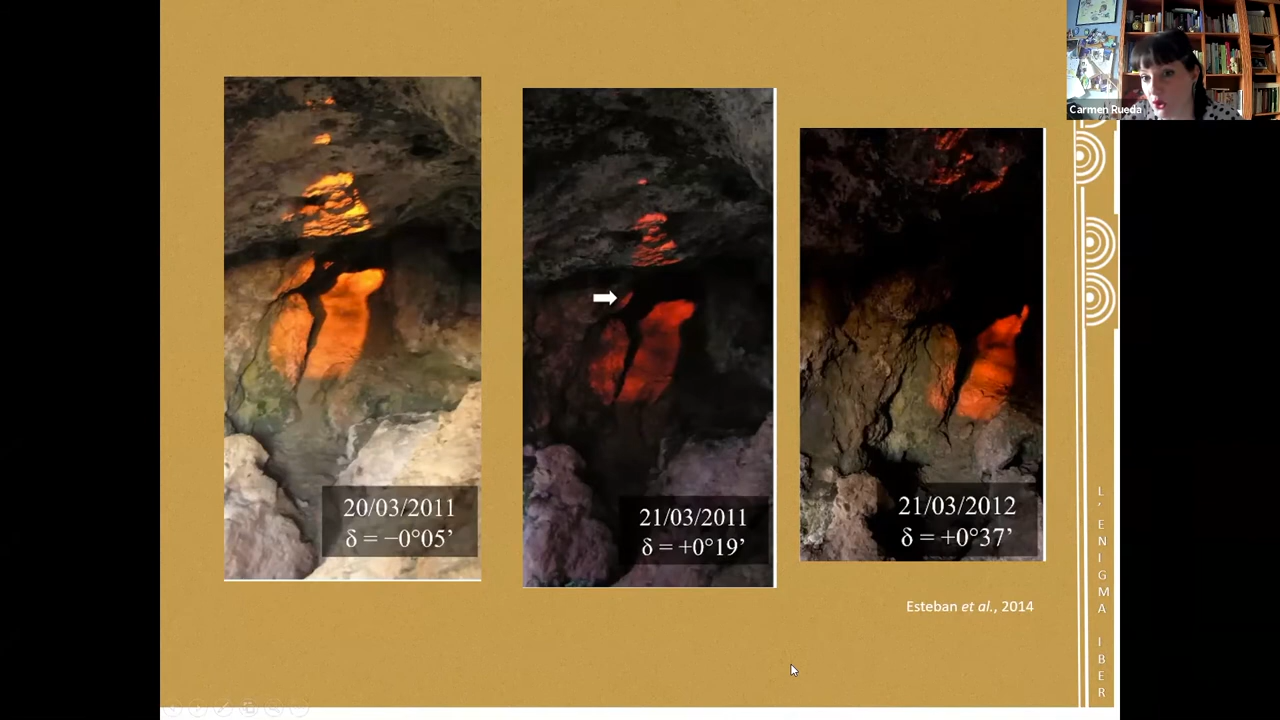 Carmen Rueda
20/03/2011
δ = −0°05’
21/03/2011
δ = +0°19’
21/03/2012
δ = +0°37’
Esteban et al., 2014
L’ENIGMA IBER